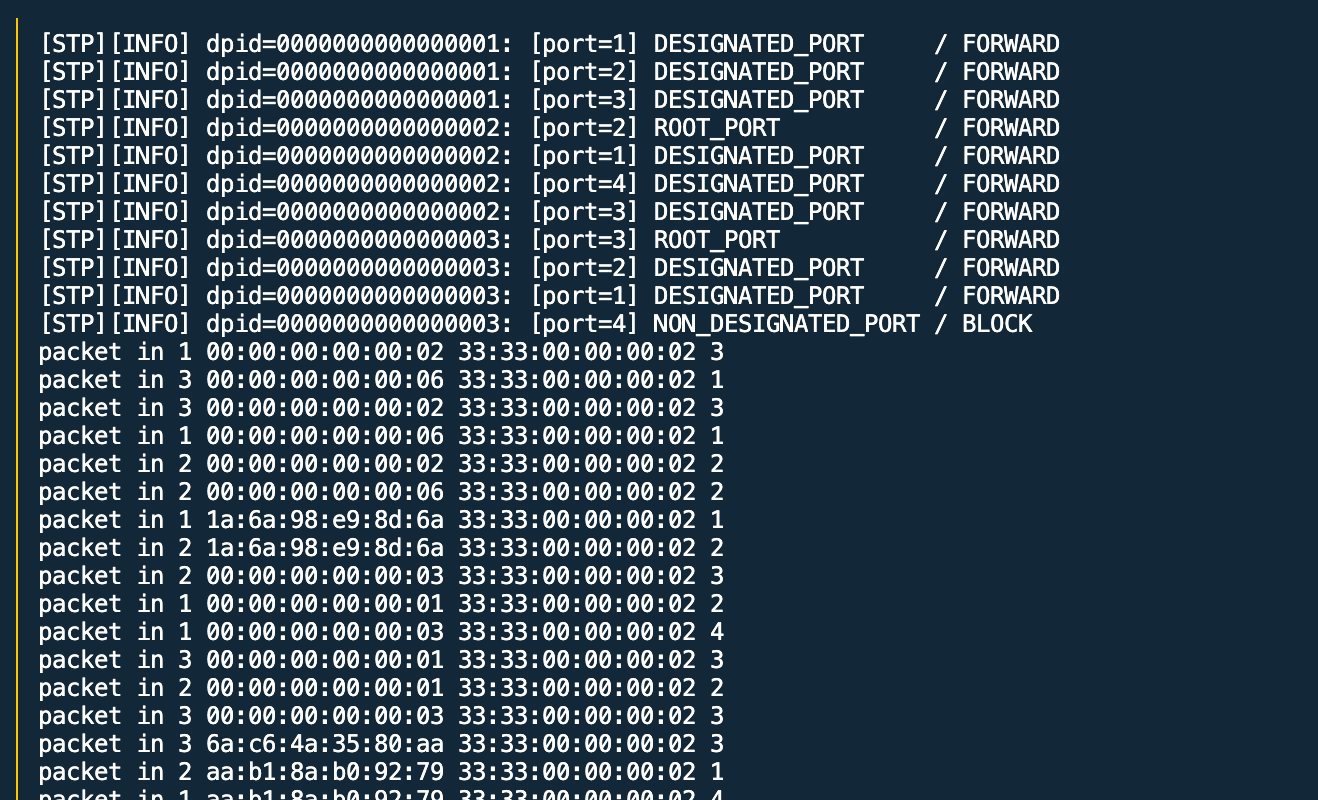 [STP][INFO] dpid=0000000000000001: [port=1] DESIGNATED_PORT     / FORWARD
[STP][INFO] dpid=0000000000000001: [port=2] DESIGNATED_PORT     / FORWARD
[STP][INFO] dpid=0000000000000001: [port=3] DESIGNATED_PORT     / FORWARD
[STP][INFO] dpid=0000000000000002: [port=2] ROOT_PORT           / FORWARD
[STP][INFO] dpid=0000000000000002: [port=1] DESIGNATED_PORT     / FORWARD
[STP][INFO] dpid=0000000000000002: [port=4] DESIGNATED_PORT     / FORWARD
[STP][INFO] dpid=0000000000000002: [port=3] DESIGNATED_PORT     / FORWARD
[STP][INFO] dpid=0000000000000003: [port=3] ROOT_PORT           / FORWARD
[STP][INFO] dpid=0000000000000003: [port=2] DESIGNATED_PORT     / FORWARD
[STP][INFO] dpid=0000000000000003: [port=1] DESIGNATED_PORT     / FORWARD
[STP][INFO] dpid=0000000000000003: [port=4] NON_DESIGNATED_PORT / BLOCK
packet in 1 00:00:00:00:00:02 33:33:00:00:00:02 3
packet in 3 00:00:00:00:00:06 33:33:00:00:00:02 1
packet in 3 00:00:00:00:00:02 33:33:00:00:00:02 3
packet in 1 00:00:00:00:00:06 33:33:00:00:00:02 1
packet in 2 00:00:00:00:00:02 33:33:00:00:00:02 2
packet in 2 00:00:00:00:00:06 33:33:00:00:00:02 2
packet in 1 1a:6a:98:e9:8d:6a 33:33:00:00:00:02 1
packet in 2 1a:6a:98:e9:8d:6a 33:33:00:00:00:02 2
packet in 2 00:00:00:00:00:03 33:33:00:00:00:02 3
packet in 1 00:00:00:00:00:01 33:33:00:00:00:02 2
packet in 1 00:00:00:00:00:03 33:33:00:00:00:02 4
packet in 3 00:00:00:00:00:01 33:33:00:00:00:02 3
packet in 2 00:00:00:00:00:01 33:33:00:00:00:02 2
packet in 3 00:00:00:00:00:03 33:33:00:00:00:02 3
packet in 3 6a:c6:4a:35:80:aa 33:33:00:00:00:02 3
packet in 2 aa:b1:8a:b0:92:79 33:33:00:00:00:02 1
packet in 1 aa:b1:8a:b0:92:79 33:33:00:00:00:02 4